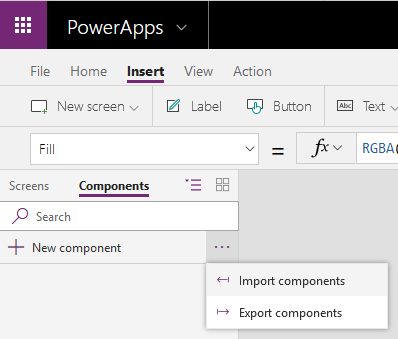 PowerApps
File Home Insert View Action
New screen Label Button Abc Text
Fill = fx RGBA(
Screens Components
Search
New component ...
Import components
Export components